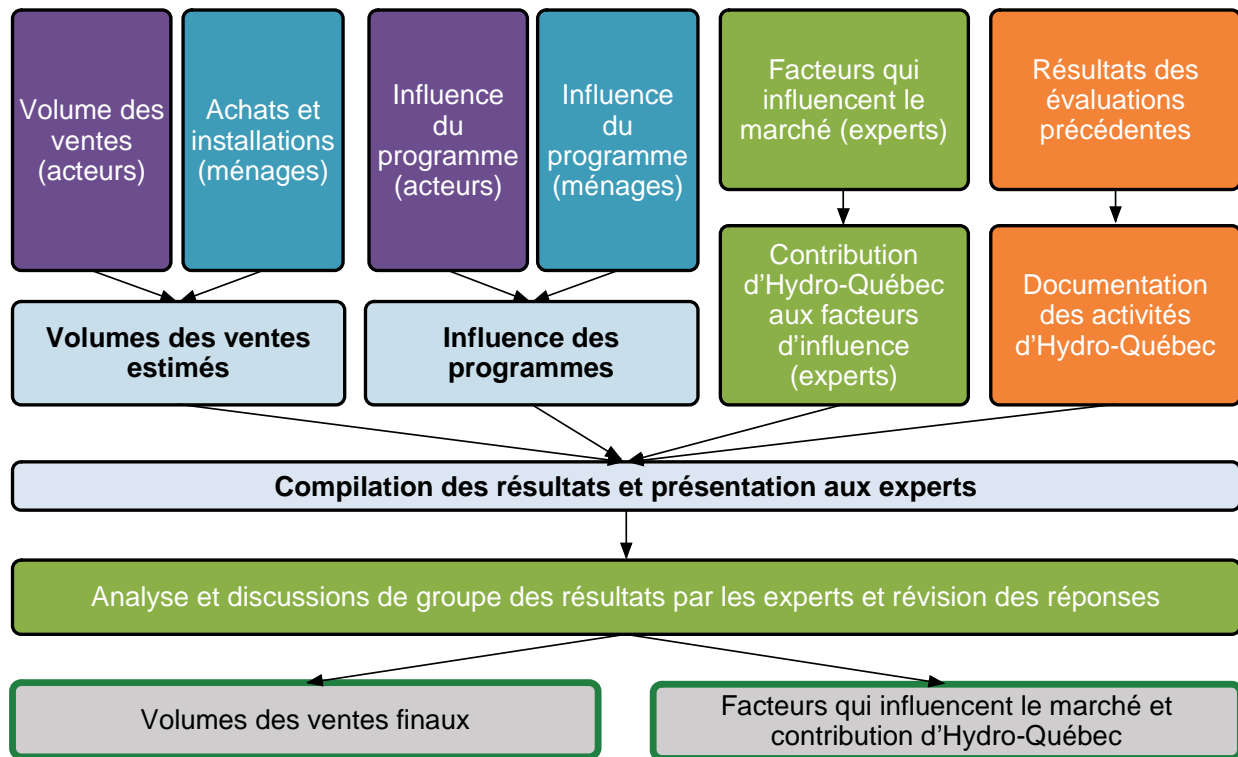 Volume des
ventes
(acteurs)
Achats et
installations
(ménages)
Influence
du
programme
(acteurs)
Influence
du
programme
(ménages)
Facteurs qui
influencent le
marché (experts)
Résultats des
évaluations
précédentes
Contribution
d’Hydro-Québec
aux facteurs
d’influence
(experts)
Documentation
des activités
d’Hydro-Québec
Volumes des ventes
estimés
Influence des
programmes
Compilation des résultats et présentation aux experts
Analyse et discussions de groupe des résultats par les experts et révision des réponses
Volumes des ventes finaux
Facteurs qui influencent le marché et
contribution d’Hydro-Québec